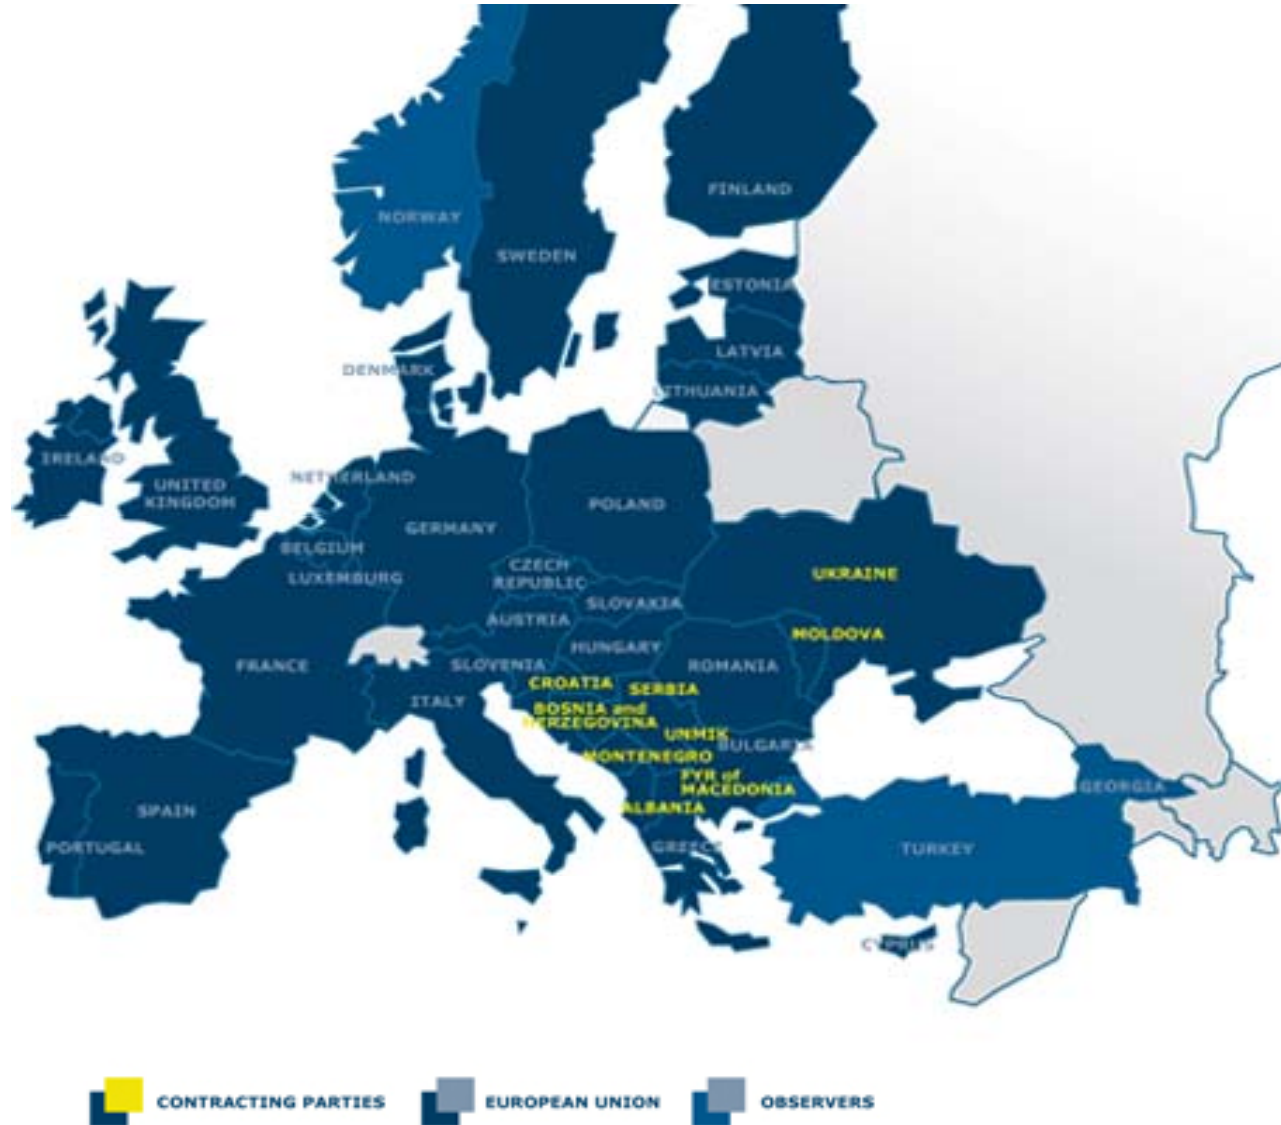 FINLAND
NORWAY
SWEDEN
ESTONIA
LATVIA
DENMARK
LITHUANIA
IRELAND
NETHERLAND
UNITED
KINGDOM
POLAND
GERMANY
BELGIUM
CZECH
REPUBLIC
LUXEMBURG
UKRAINE
SLOVAKIA
AUSTRIA
MOLDOVA
HUNGARY
FRANCE
SLOVENIA
ROMANIA
CROATIA
SERBIA
ITALY
BOSNIA and
HERZEGOVINA
UNMIK
BULGARIA
MONTENEGRO
FYR of
MACEDONIA
GEORGIA
SPAIN
ALBANIA
PORTUGAL
GREECE
TURKEY
CYPRUS
CONTRACTING PARTIES
EUROPEAN UNION
OBSERVERS